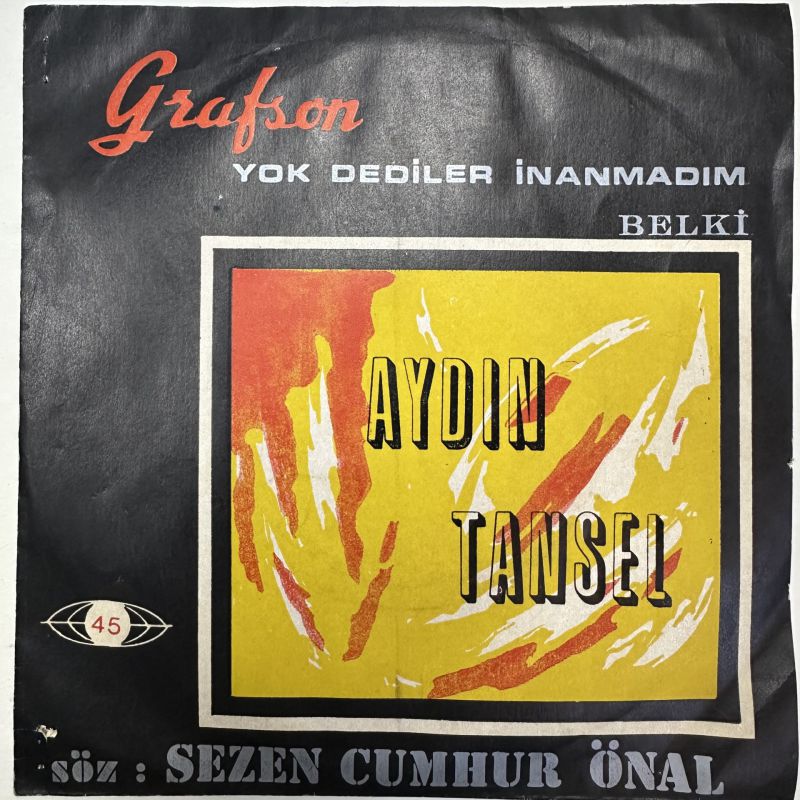 Grafson
YOK DEDİLER İNANMADIM
BELKİ
AYDIN
TANSEL
45
söz : SEZEN CUMHUR ÖNAL